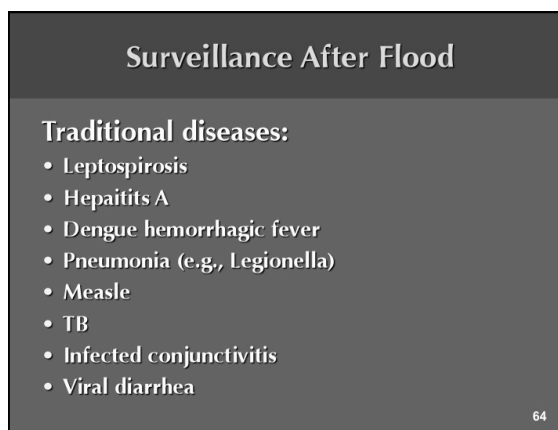 Surveillance After Flood
Traditional diseases:
• Leptospirosis
• Hepaitits A
• Dengue hemorrhagic fever
• Pneumonia (e.g., Legionella)
• Measle
• TB
• Infected conjunctivitis
• Viral diarrhea
64